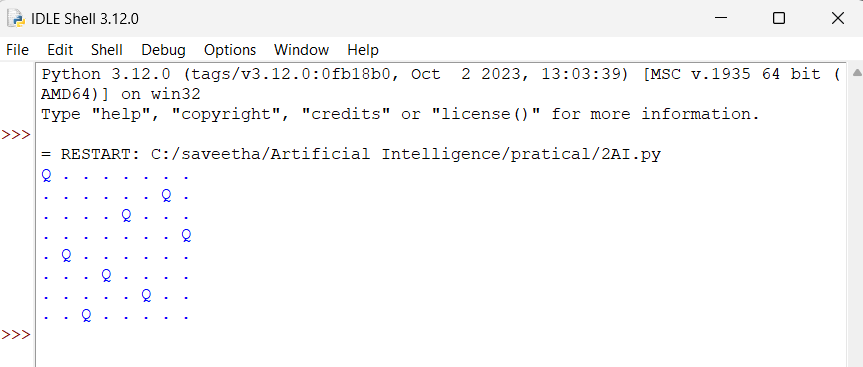 IDLE Shell 3.12.0
File Edit Shell Debug Options Window Help
Python 3.12.0 (tags/v3.12.0:0fb18b0, Oct  2 2023, 13:03:39) [MSC v.1935 64 bit (
AMD64)] on win32
Type "help", "copyright", "credits" or "license()" for more information.
>>>
= RESTART: C:/saveetha/Artificial Intelligence/pratical/2AI.py
Q . . . . . . .
. . . . . . Q .
. . . . Q . . .
. . . . . . . Q
. Q . . . . . .
. . . Q . . . .
. . . . . Q . .
. . Q . . . . .
>>>